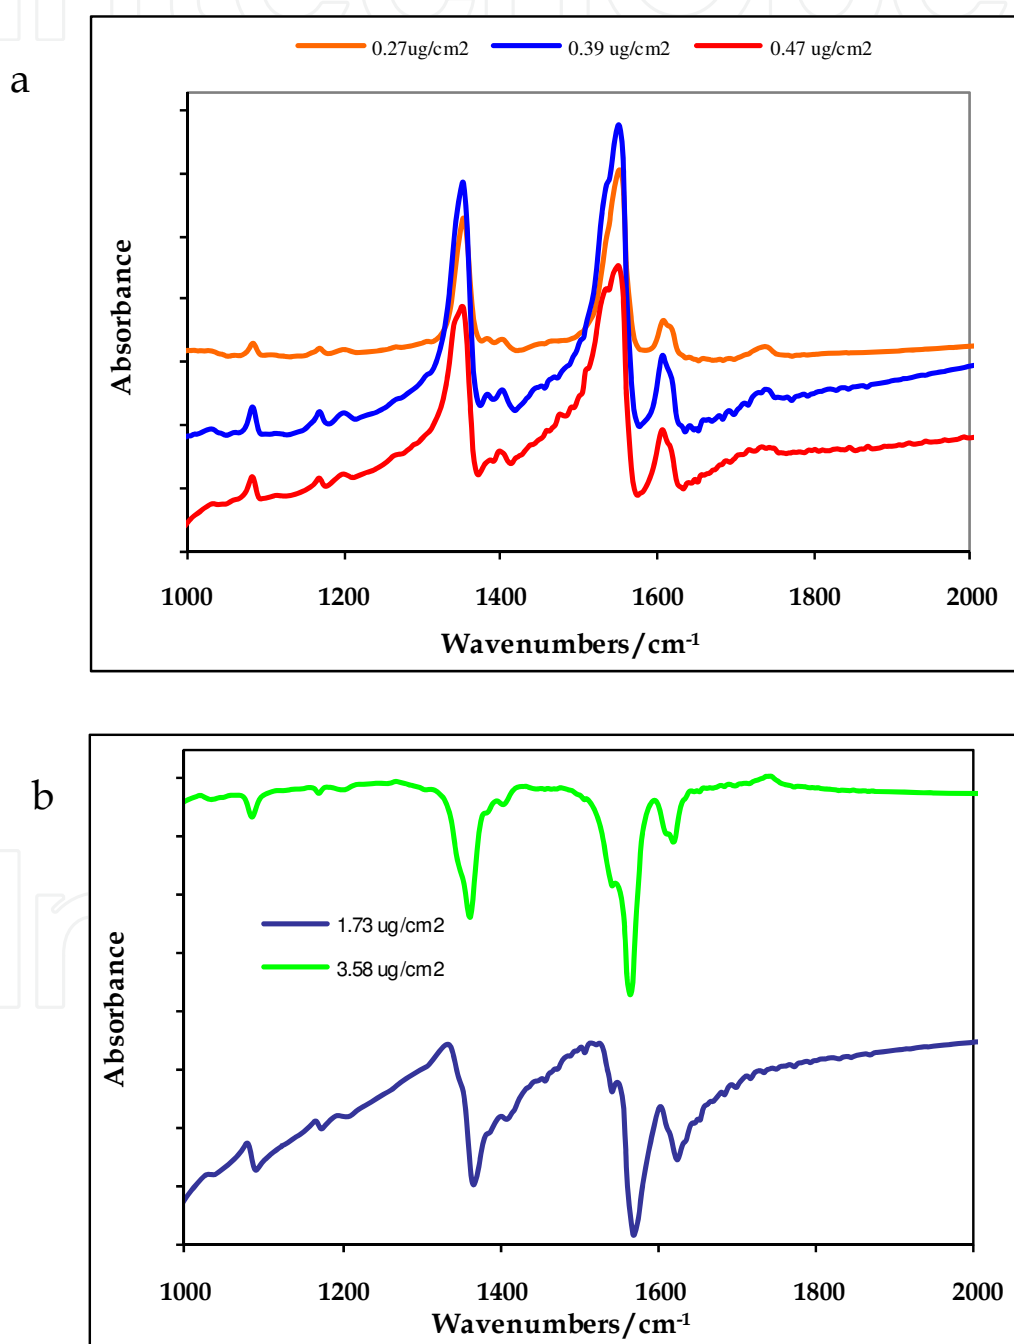 a
0.27ug/cm2 0.39 ug/cm2 0.47 ug/cm2
Absorbance
1000 1200 1400 1600 1800 2000
Wavenumbers/cm-1
b
1.73 ug/cm2
3.58 ug/cm2
Absorbance
1000 1200 1400 1600 1800 2000
Wavenumbers/cm-1